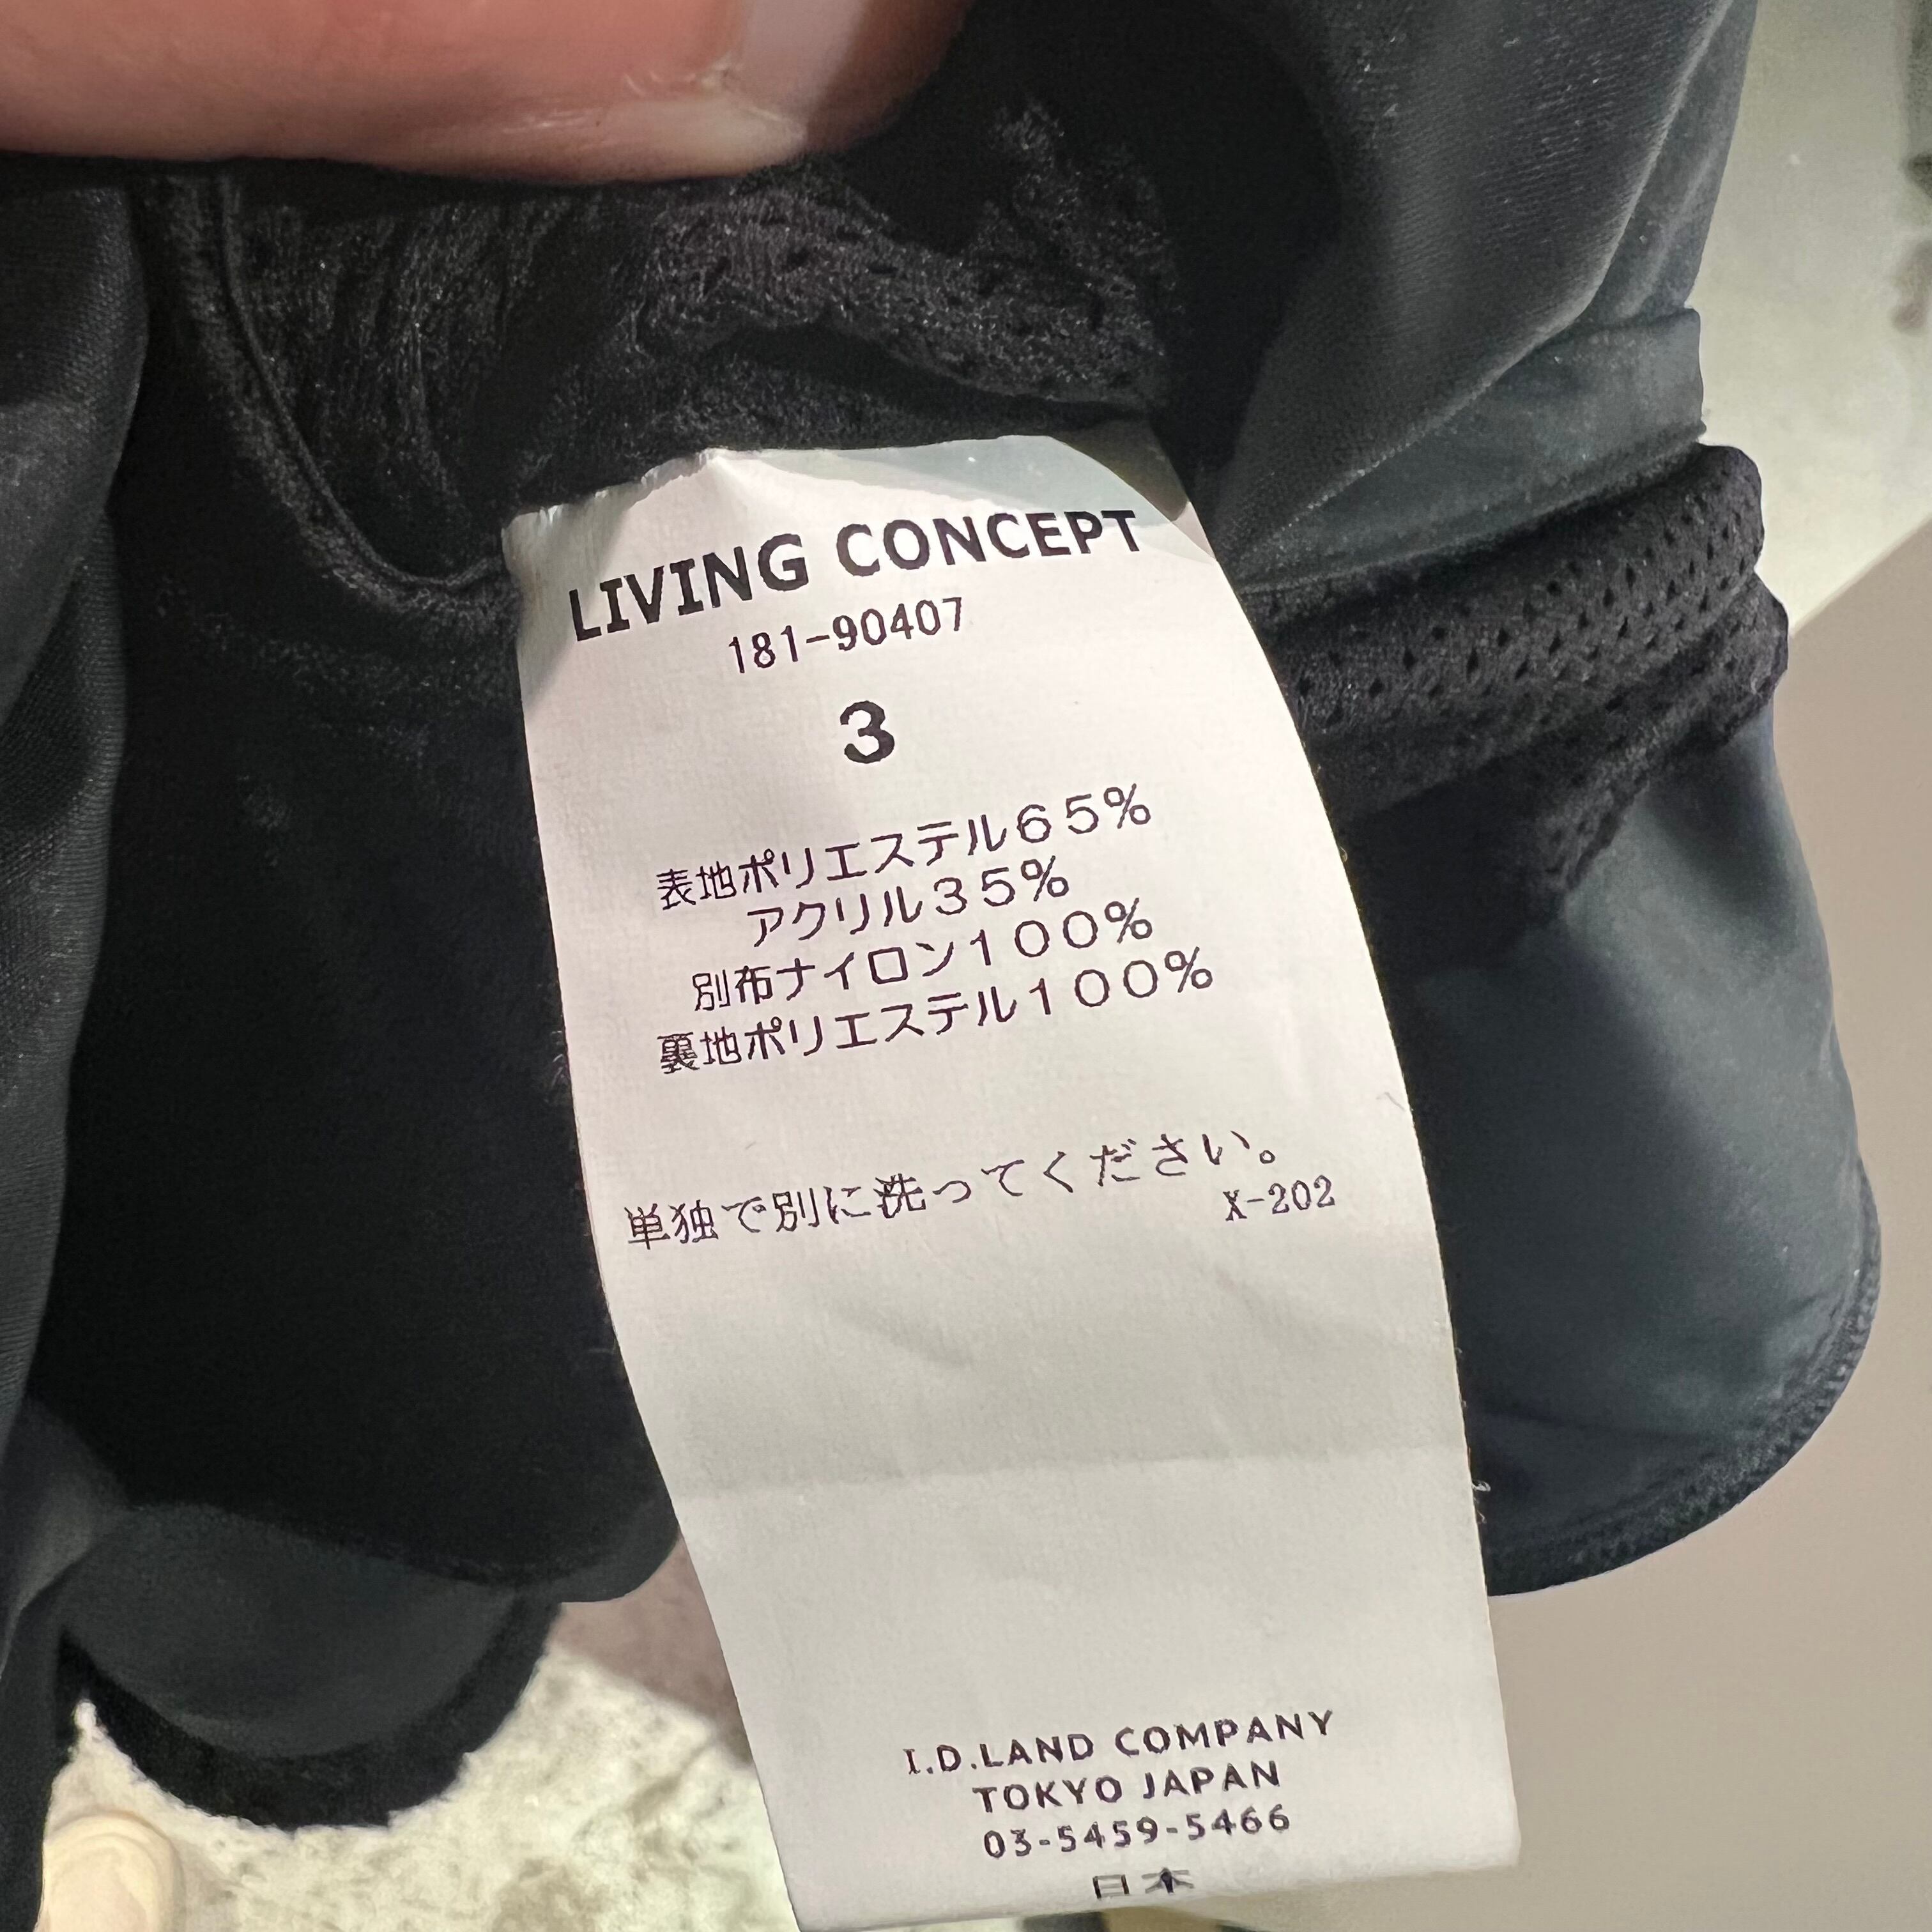 LIVING CONCEPT
181-90407
3
表地ポリエステル65%
アクリル35%
別布ナイロン100%
裏地ポリエステル100%
単独で別に洗ってください。
X-202
I.D.LAND COMPANY
TOKYO JAPAN
03-5459-5466
日本